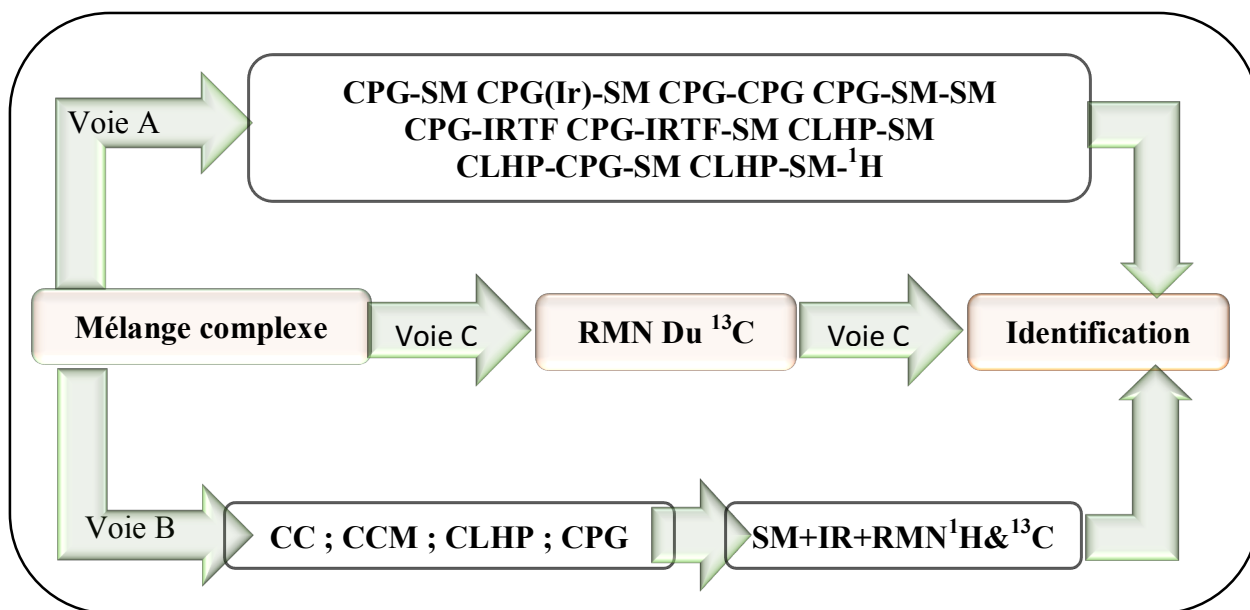 Voie A
CPG-SM CPG(Ir)-SM CPG-CPG CPG-SM-SM
CPG-IRTF CPG-IRTF-SM CLHP-SM
CLHP-CPG-SM CLHP-SM-¹H
Mélange complexe
Voie C
RMN Du ¹³C
Voie C
Identification
Voie B
CC ; CCM ; CLHP ; CPG
SM+IR+RMN¹H&¹³C